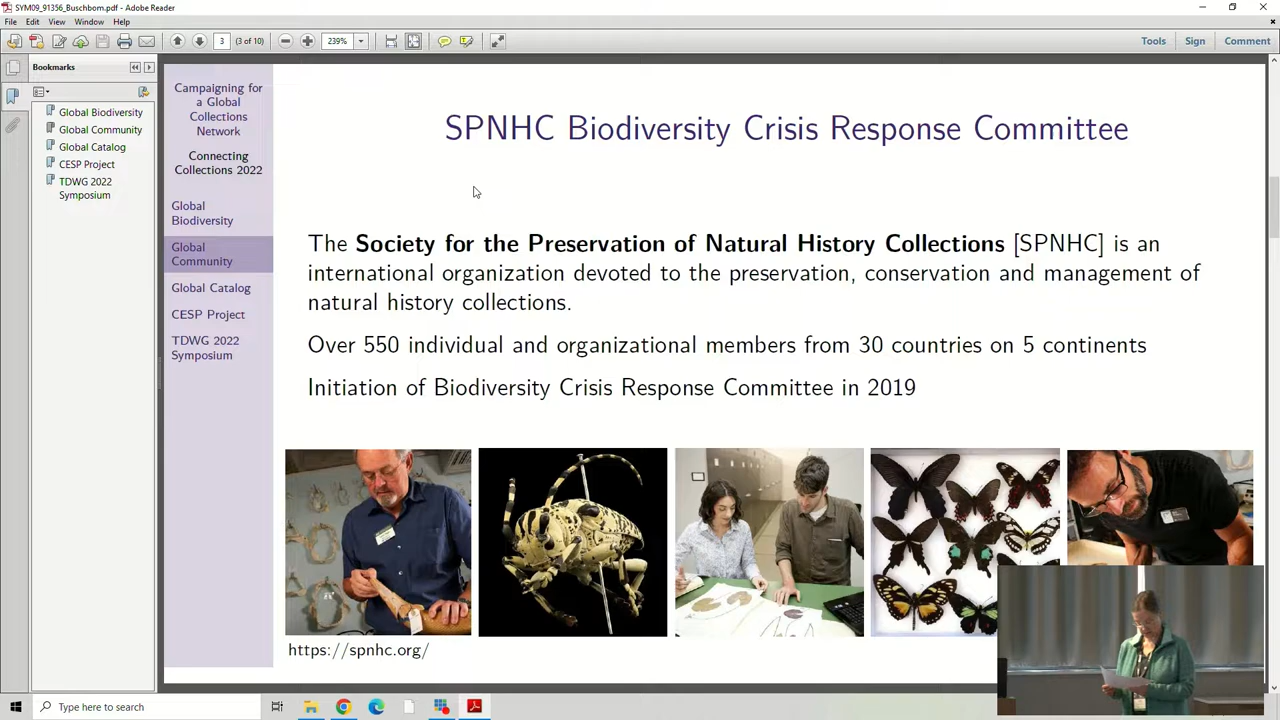 SYM09_91356_Buschbom.pdf - Adobe Reader
File Edit View Window Help
3 (3 of 10) 239%
Tools Sign Comment
Bookmarks
Global Biodiversity
Global Community
Global Catalog
CESP Project
TDWG 2022
Symposium
Campaigning for
a Global
Collections
Network
Connecting
Collections 2022
Global
Biodiversity
Global
Community
Global Catalog
CESP Project
TDWG 2022
Symposium
SPNHC Biodiversity Crisis Response Committee
The Society for the Preservation of Natural History Collections [SPNHC] is an
international organization devoted to the preservation, conservation and management of
natural history collections.
Over 550 individual and organizational members from 30 countries on 5 continents
Initiation of Biodiversity Crisis Response Committee in 2019
https://spnhc.org/
Type here to search